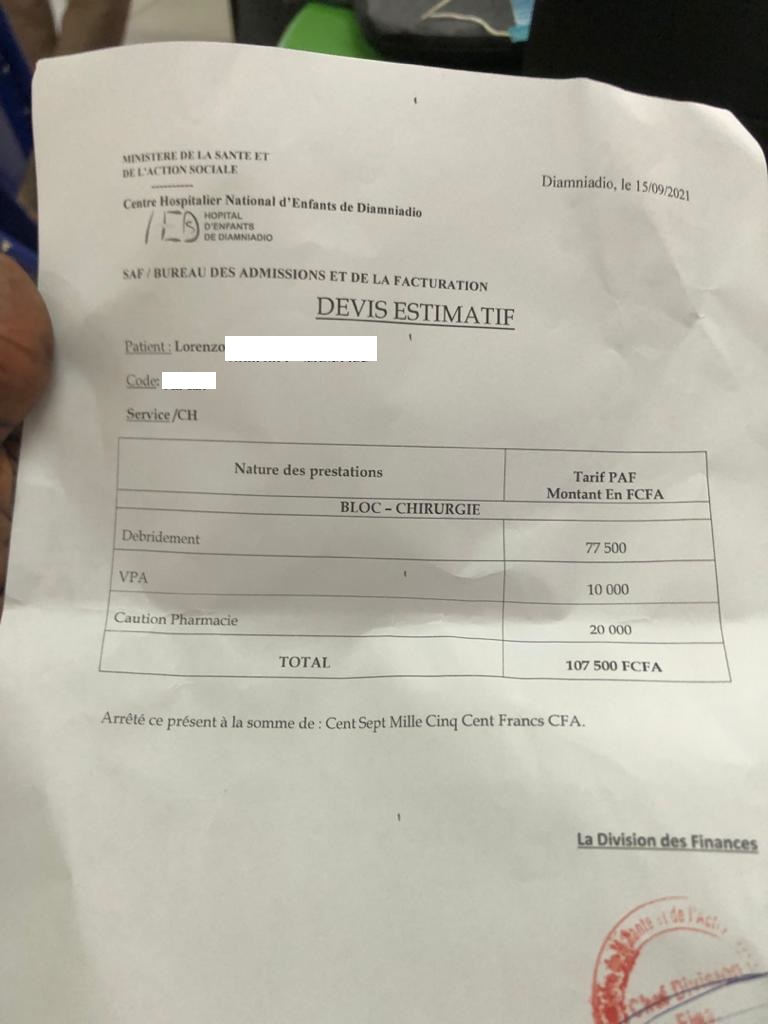 MINISTERE DE LA SANTE ET
DE L'ACTION SOCIALE
Diamniadio, le 15/09/2021
Centre Hospitalier National d'Enfants de Diamniadio
HOPITAL
D'ENFANTS
DE DIAMNIADIO
SAF / BUREAU DES ADMISSIONS ET DE LA FACTURATION
DEVIS ESTIMATIF
Patient : Lorenzo
Code:
Service /CH
Nature des prestations
Tarif PAF
Montant En FCFA
BLOC – CHIRURGIE
Debridement 77 500
VPA 10 000
Caution Pharmacie 20 000
TOTAL 107 500 FCFA
Arrêté ce présent à la somme de : Cent Sept Mille Cinq Cent Francs CFA.
La Division des Finances
Chef Division